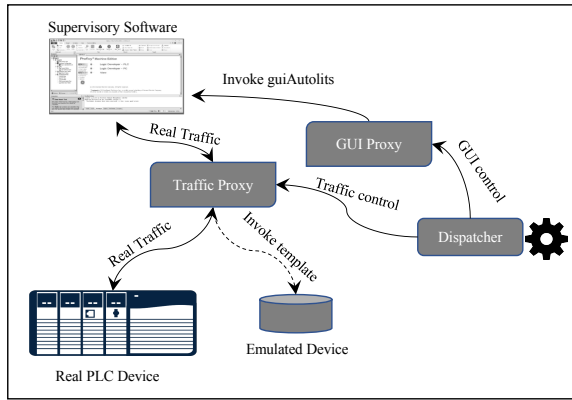 Supervisory Software
Invoke guiAutolits
Real Traffic
GUI Proxy
GUI control
Traffic Proxy
Traffic control
Dispatcher
Real Traffic
Invoke template
Emulated Device
Real PLC Device